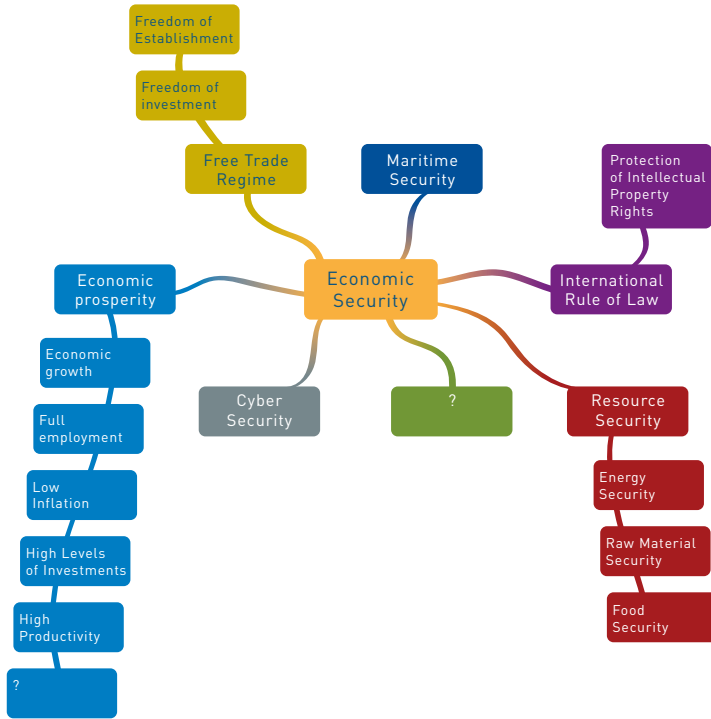 Freedom of
Establishment
Freedom of
investment
Free Trade
Regime
Maritime
Security
Protection
of Intellectual
Property
Rights
Economic
prosperity
Economic
Security
International
Rule of Law
Economic
growth
Cyber
Security
?
Resource
Security
Full
employment
Low
Inflation
High Levels
of Investments
High
Productivity
?
Energy
Security
Raw Material
Security
Food
Security